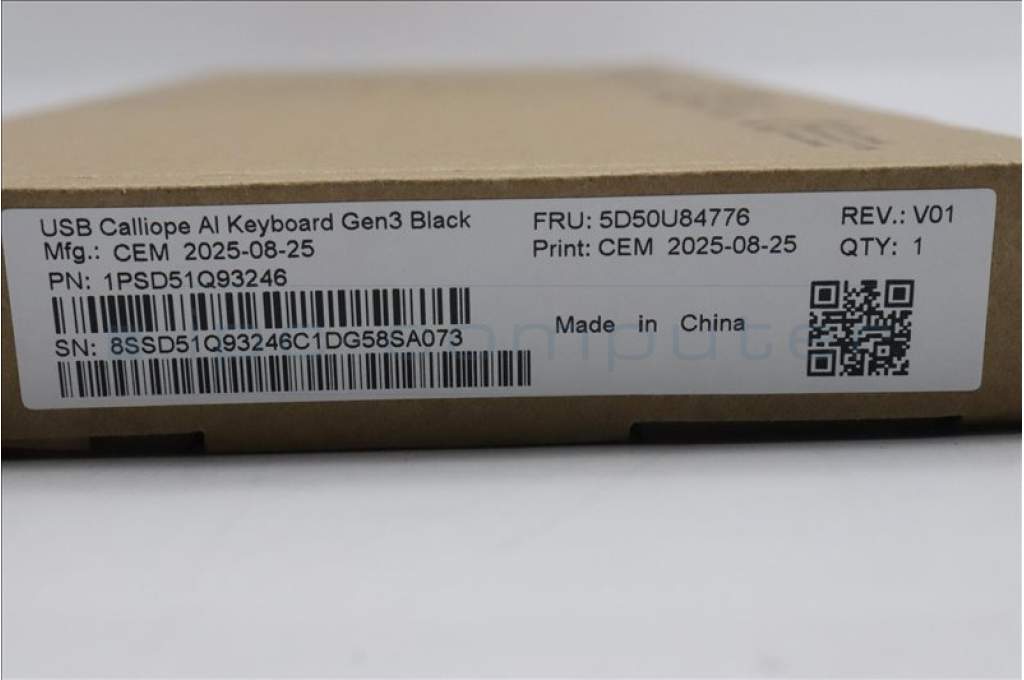 USB Calliope AI Keyboard Gen3 Black
FRU: 5D50U84776
REV.: V01
Mfg.: CEM 2025-08-25
Print: CEM 2025-08-25
QTY: 1
PN: 1PSD51Q93246
Made in China
SN: 8SSD51Q93246C1DG58SA073